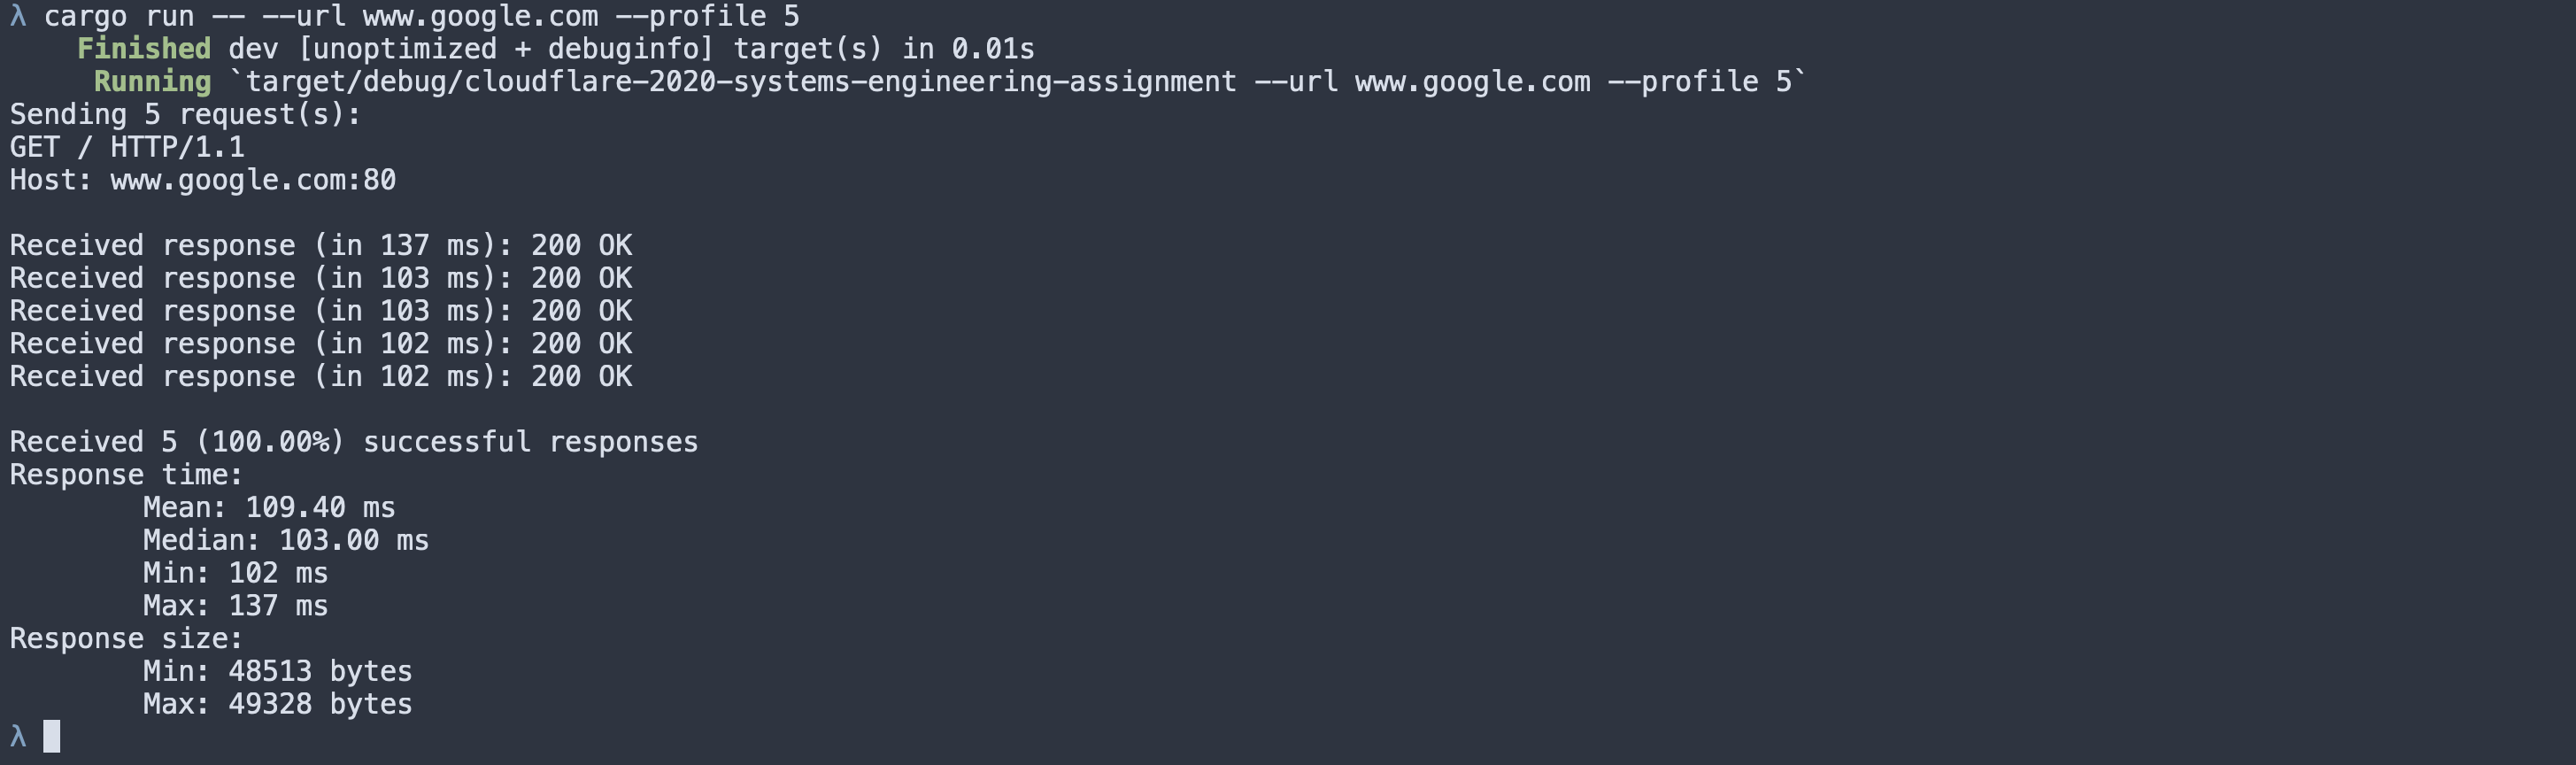 λ cargo run -- --url www.google.com --profile 5
    Finished dev [unoptimized + debuginfo] target(s) in 0.01s
     Running `target/debug/cloudflare-2020-systems-engineering-assignment --url www.google.com --profile 5`
Sending 5 request(s):
GET / HTTP/1.1
Host: www.google.com:80

Received response (in 137 ms): 200 OK
Received response (in 103 ms): 200 OK
Received response (in 103 ms): 200 OK
Received response (in 102 ms): 200 OK
Received response (in 102 ms): 200 OK

Received 5 (100.00%) successful responses
Response time:
        Mean: 109.40 ms
        Median: 103.00 ms
        Min: 102 ms
        Max: 137 ms
Response size:
        Min: 48513 bytes
        Max: 49328 bytes
λ